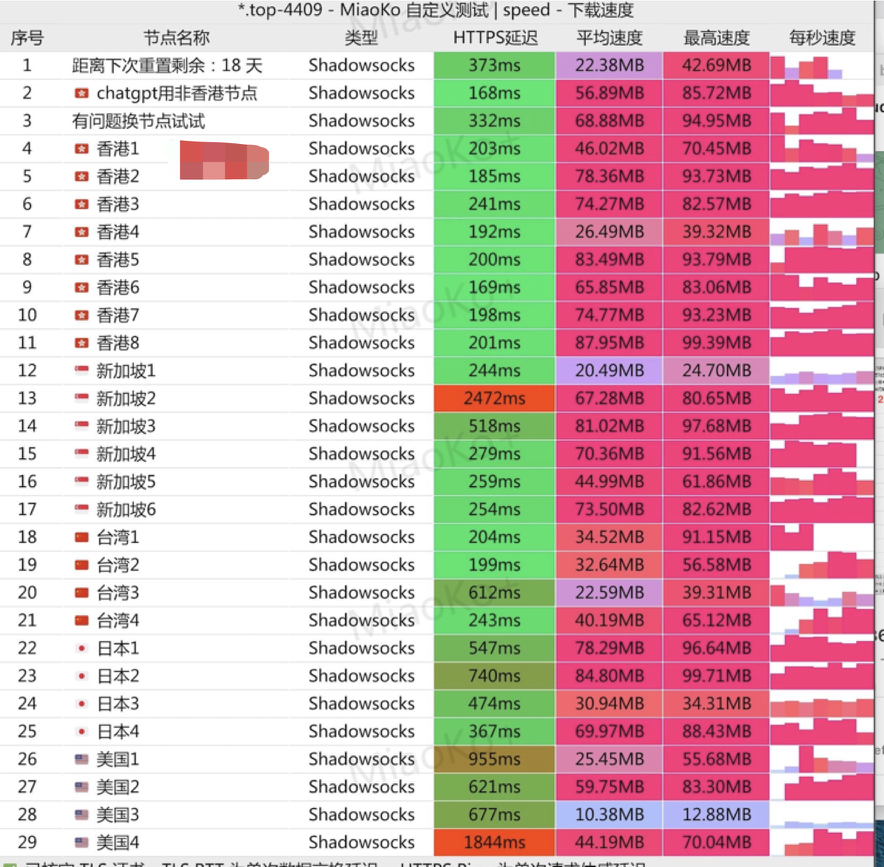 *.top-4409 - MiaoKo 自定义测试 | speed - 下载速度
序号 节点名称 类型 HTTPS延迟 平均速度 最高速度 每秒速度
1 距离下次重置剩余：18 天 Shadowsocks 373ms 22.38MB 42.69MB
2 chatgpt用非香港节点 Shadowsocks 168ms 56.89MB 85.72MB
3 有问题换节点试试 Shadowsocks 332ms 68.88MB 94.95MB
4 香港1 Shadowsocks 203ms 46.02MB 70.45MB
5 香港2 Shadowsocks 185ms 78.36MB 93.73MB
6 香港3 Shadowsocks 241ms 74.27MB 82.57MB
7 香港4 Shadowsocks 192ms 26.49MB 39.32MB
8 香港5 Shadowsocks 200ms 83.49MB 93.79MB
9 香港6 Shadowsocks 169ms 65.85MB 83.06MB
10 香港7 Shadowsocks 198ms 74.77MB 93.23MB
11 香港8 Shadowsocks 201ms 87.95MB 99.39MB
12 新加坡1 Shadowsocks 244ms 20.49MB 24.70MB
13 新加坡2 Shadowsocks 2472ms 67.28MB 80.65MB
14 新加坡3 Shadowsocks 518ms 81.02MB 97.68MB
15 新加坡4 Shadowsocks 279ms 70.36MB 91.56MB
16 新加坡5 Shadowsocks 259ms 44.99MB 61.86MB
17 新加坡6 Shadowsocks 254ms 73.50MB 82.62MB
18 台湾1 Shadowsocks 204ms 34.52MB 91.15MB
19 台湾2 Shadowsocks 199ms 32.64MB 56.58MB
20 台湾3 Shadowsocks 612ms 22.59MB 39.31MB
21 台湾4 Shadowsocks 243ms 40.19MB 65.12MB
22 日本1 Shadowsocks 547ms 78.29MB 96.64MB
23 日本2 Shadowsocks 740ms 84.80MB 99.71MB
24 日本3 Shadowsocks 474ms 30.94MB 34.31MB
25 日本4 Shadowsocks 367ms 69.97MB 88.43MB
26 美国1 Shadowsocks 955ms 25.45MB 55.68MB
27 美国2 Shadowsocks 621ms 59.75MB 83.30MB
28 美国3 Shadowsocks 677ms 10.38MB 12.88MB
29 美国4 Shadowsocks 1844ms 44.19MB 70.04MB